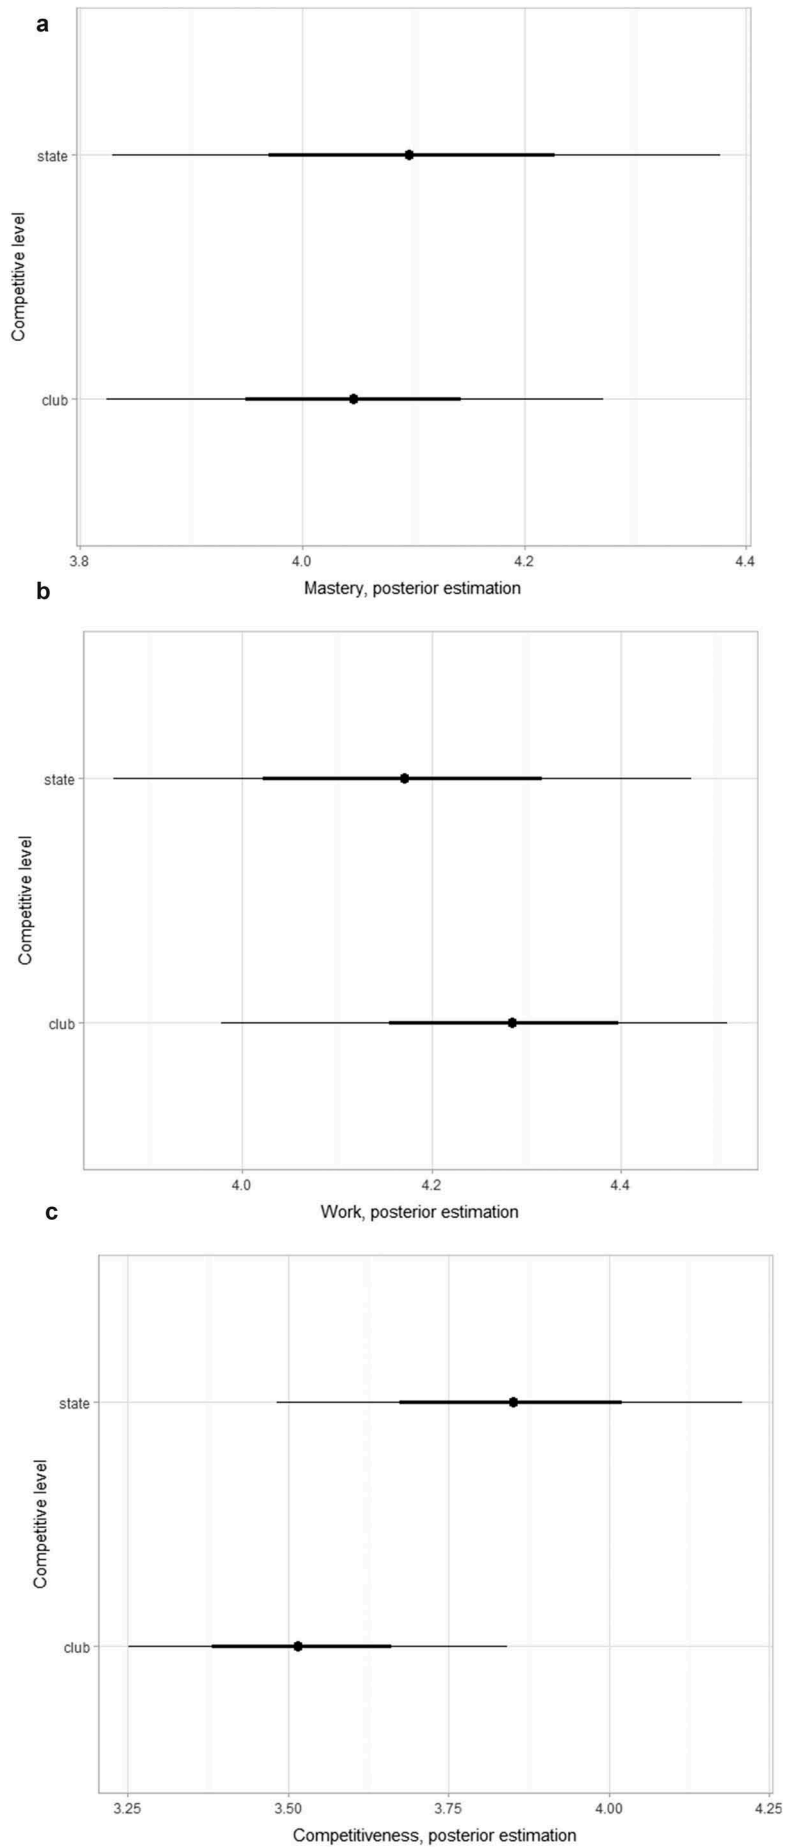 a
state
Competitive level
club
3.8 4.0 4.2 4.4
Mastery, posterior estimation
b
state
Competitive level
club
4.0 4.2 4.4
Work, posterior estimation
c
state
Competitive level
club
3.25 3.50 3.75 4.00 4.25
Competitiveness, posterior estimation